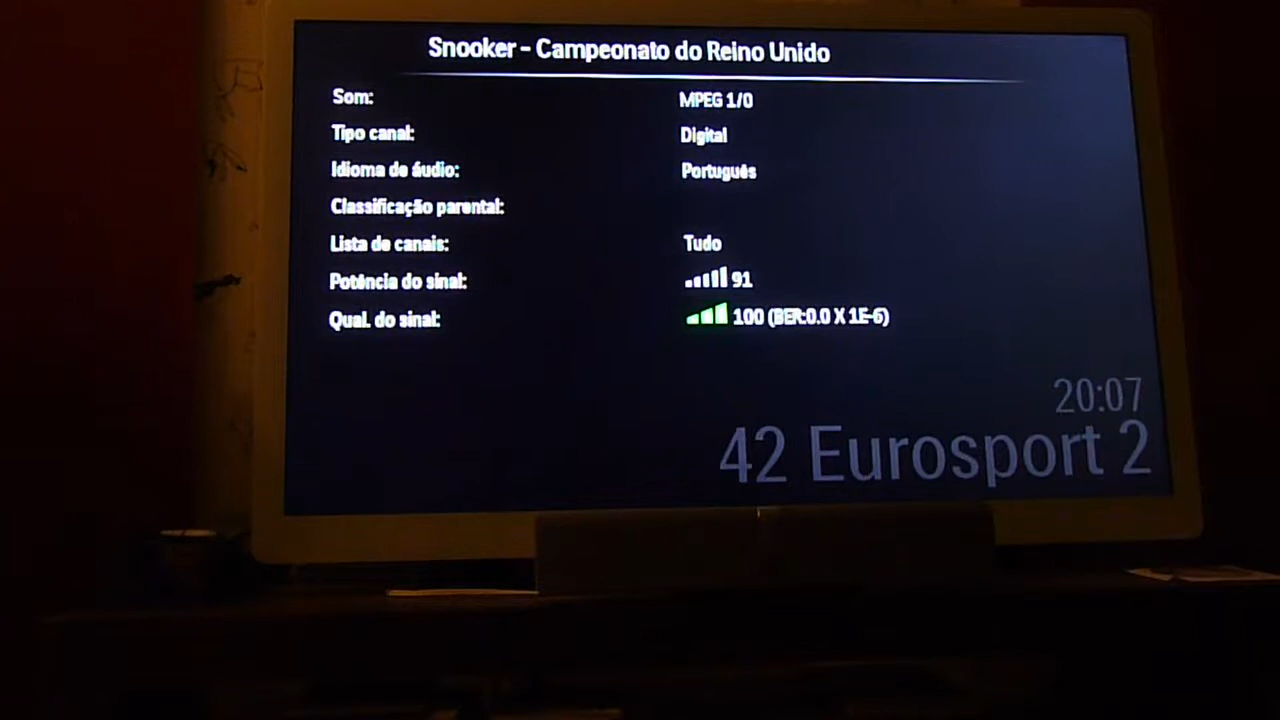 Snooker - Campeonato do Reino Unido
Som: MPEG 1/0
Tipo canal: Digital
Idioma de áudio: Português
Classificação parental:
Lista de canais: Tudo
Potência do sinal: 91
Qual. do sinal: 100 (BER:0.0 X 1E-6)
20:07
42 Eurosport 2